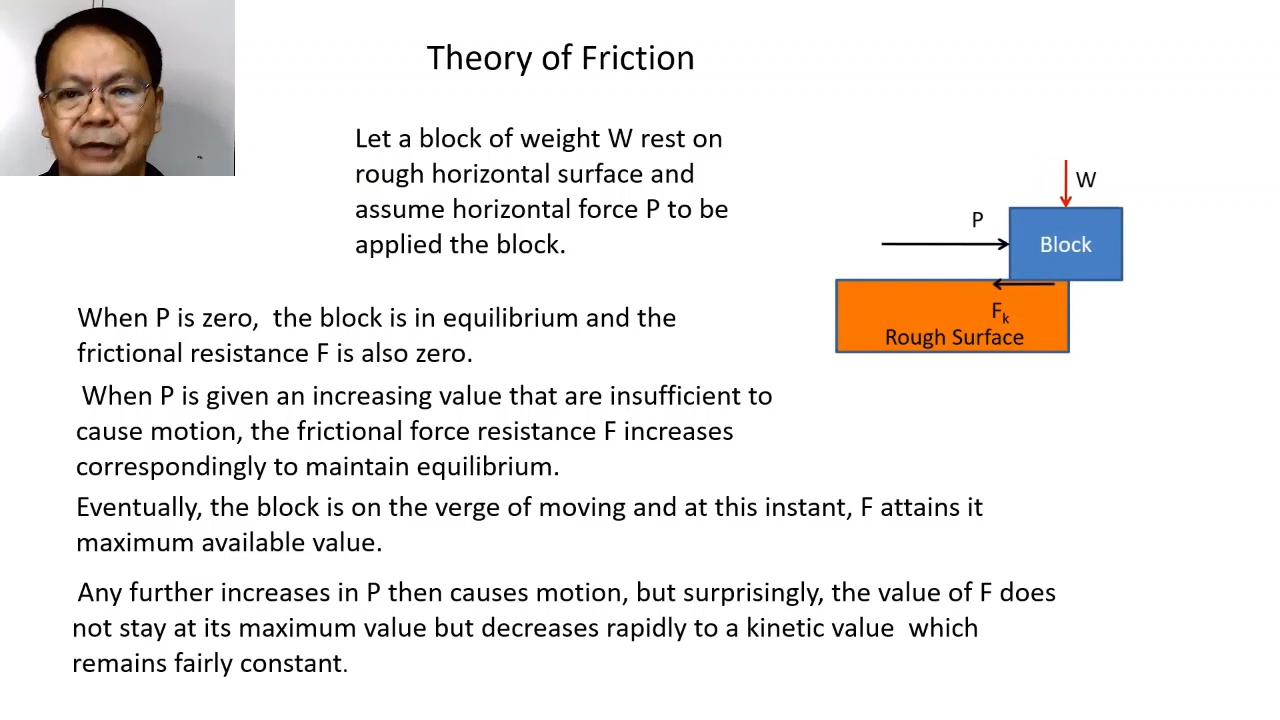 Theory of Friction
Let a block of weight W rest on
rough horizontal surface and
assume horizontal force P to be
applied the block.
W
P
Block
F k
Rough Surface
When P is zero,  the block is in equilibrium and the
frictional resistance F is also zero.
When P is given an increasing value that are insufficient to
cause motion, the frictional force resistance F increases
correspondingly to maintain equilibrium.
Eventually, the block is on the verge of moving and at this instant, F attains it
maximum available value.
Any further increases in P then causes motion, but surprisingly, the value of F does
not stay at its maximum value but decreases rapidly to a kinetic value  which
remains fairly constant.